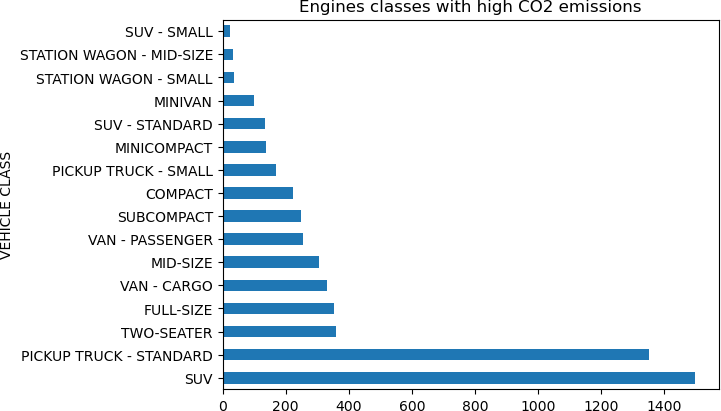 Engines classes with high CO2 emissions
SUV - SMALL
STATION WAGON - MID-SIZE
STATION WAGON - SMALL
MINIVAN
SUV - STANDARD
MINICOMPACT
PICKUP TRUCK - SMALL
COMPACT
SUBCOMPACT
VAN - PASSENGER
MID-SIZE
VAN - CARGO
FULL-SIZE
TWO-SEATER
PICKUP TRUCK - STANDARD
SUV
VEHICLE CLASS
0 200 400 600 800 1000 1200 1400